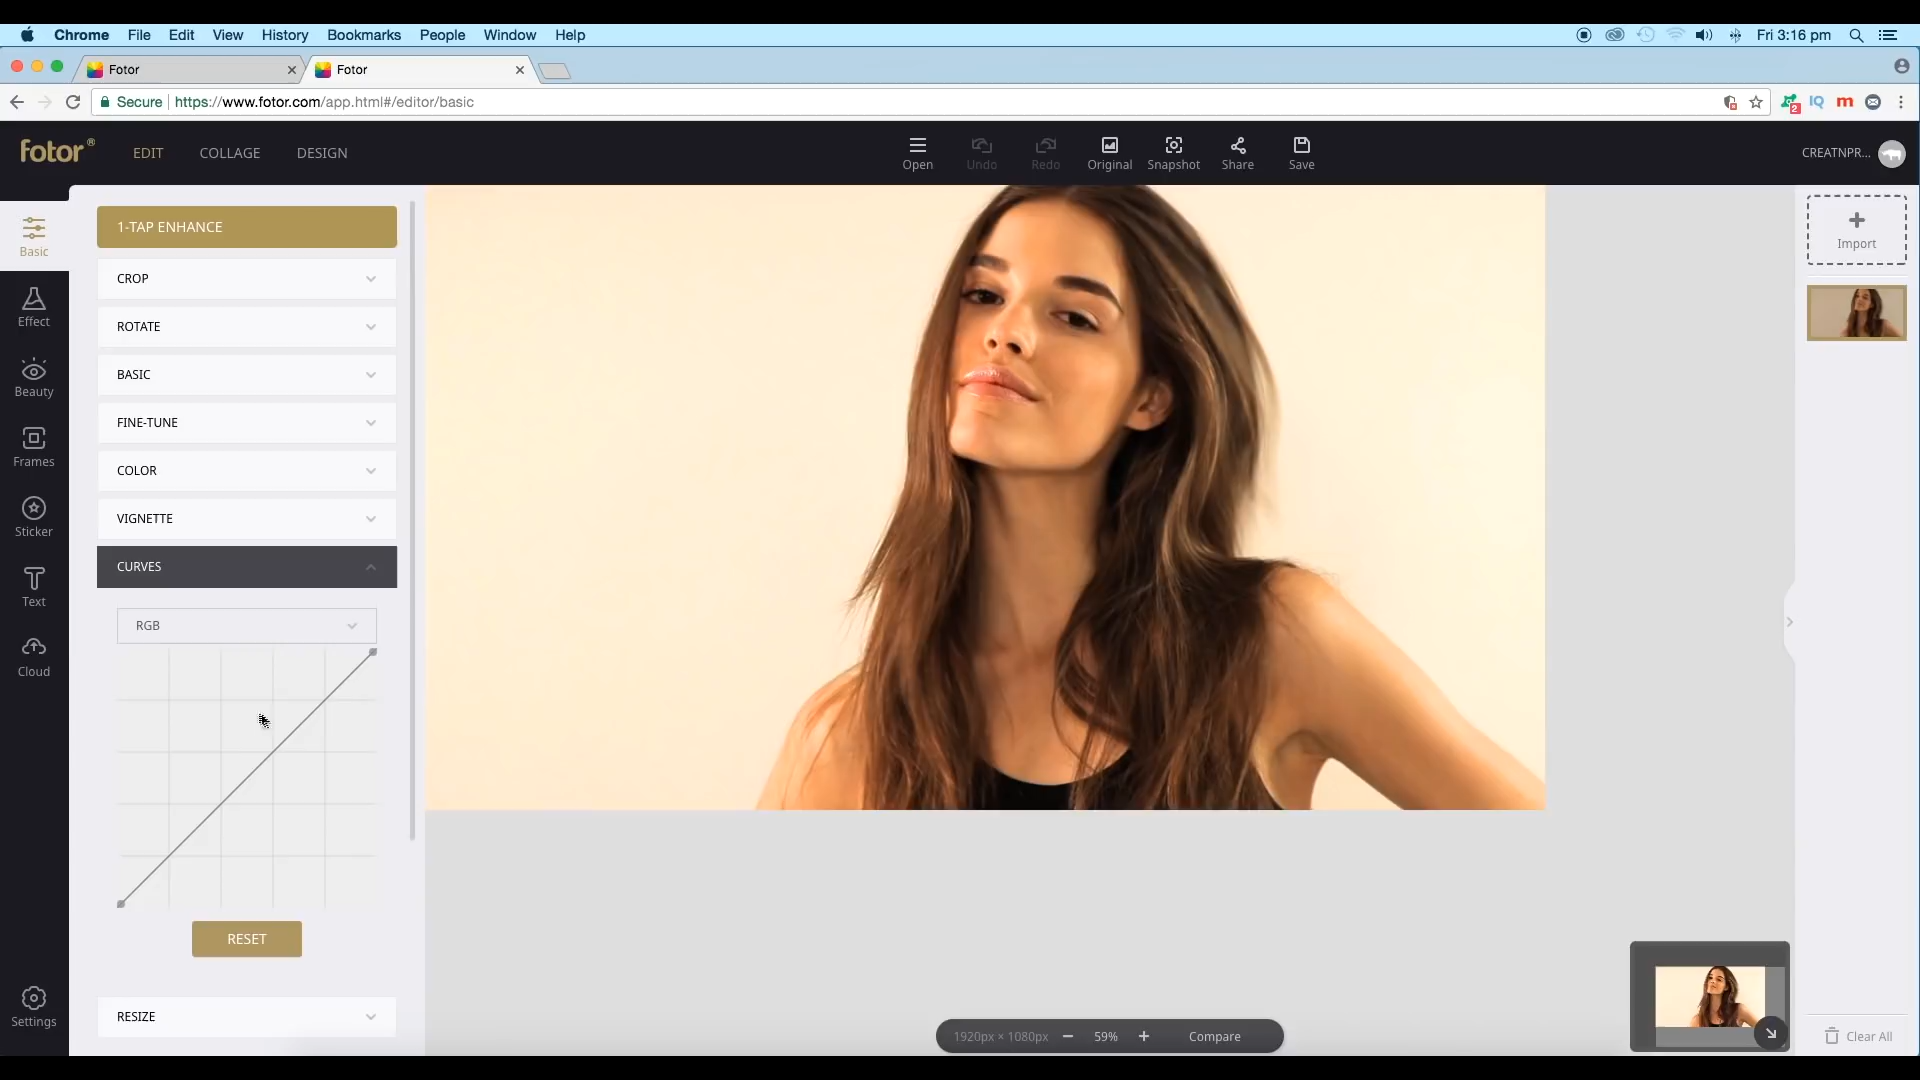 Chrome File Edit View History Bookmarks People Window Help Fri 3:16 pm
Fotor Fotor
Secure https://www.fotor.com/app.html#/editor/basic 2 IQ m
fotor® EDIT COLLAGE DESIGN Open Undo Redo Original Snapshot Share Save CREATNPR...
Basic
Effect
Beauty
Frames
Sticker
Text
Cloud
Settings
1-TAP ENHANCE
CROP
ROTATE
BASIC
FINE-TUNE
COLOR
VIGNETTE
CURVES
RGB
RESET
RESIZE
1920px × 1080px 59% Compare
Import
Clear All